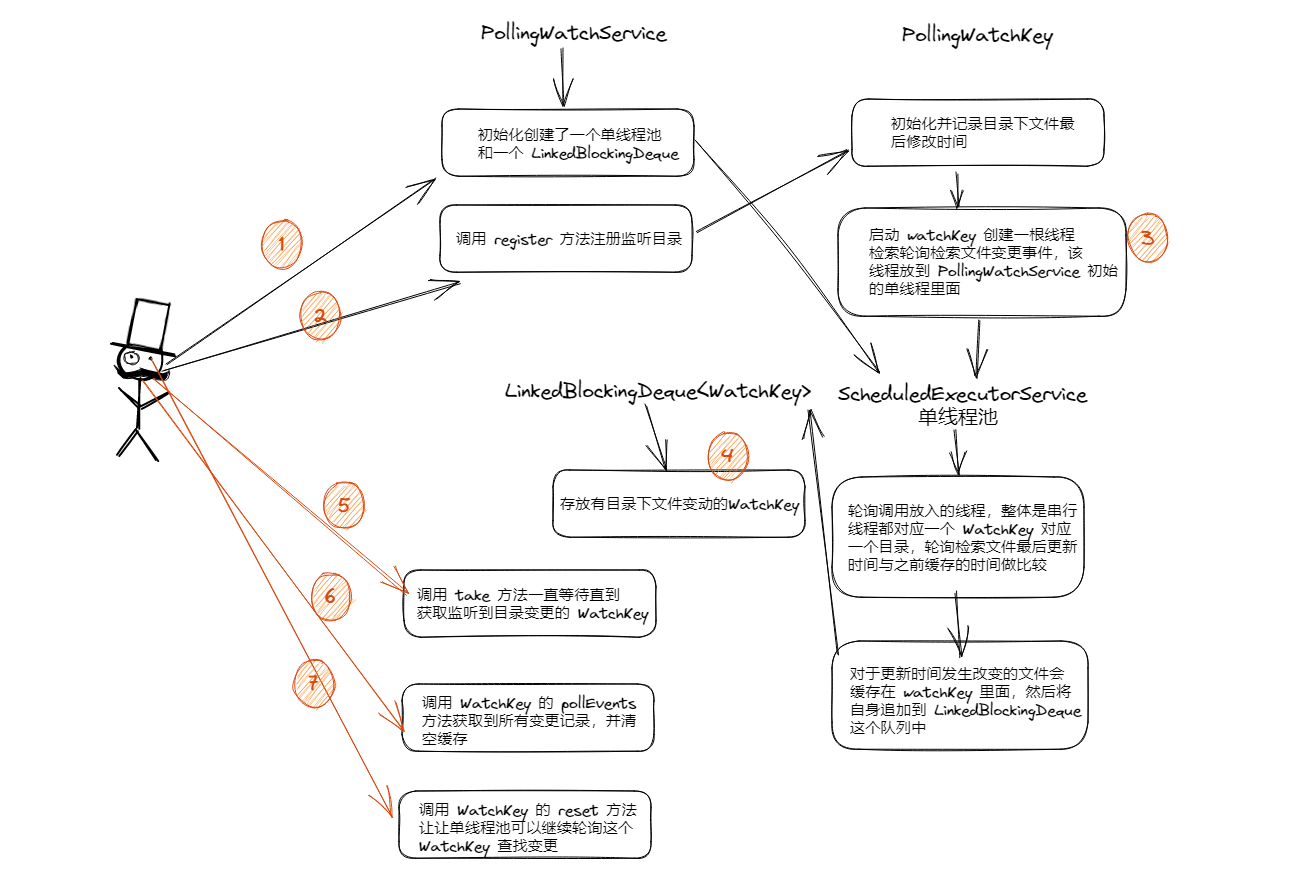 PollingWatchService
PollingWatchKey
初始化创建了一个单线程池
和一个 LinkedBlockingDeque
初始化并记录目录下文件最
后修改时间
1
调用 register 方法注册监听目录
启动 watchKey 创建一根线程
检索轮询检索文件变更事件，该
线程放到 PollingWatchService 初始
的单线程里面
3
2
LinkedBlockingDeque<WatchKey>
ScheduledExecutorService
单线程池
4
存放有目录下文件变动的WatchKey
轮询调用放入的线程，整体是串行
线程都对应一个 WatchKey 对应
一个目录，轮询检索文件最后更新
时间与之前缓存的时间做比较
5
调用 take 方法一直等待直到
获取监听到目录变更的 WatchKey
6
对于更新时间发生改变的文件会
缓存在 watchKey 里面，然后将
自身追加到 LinkedBlockingDeque
这个队列中
7
调用 WatchKey 的 pollEvents
方法获取到所有变更记录，并清
空缓存
调用 WatchKey 的 reset 方法
让让单线程池可以继续轮询这个
WatchKey 查找变更